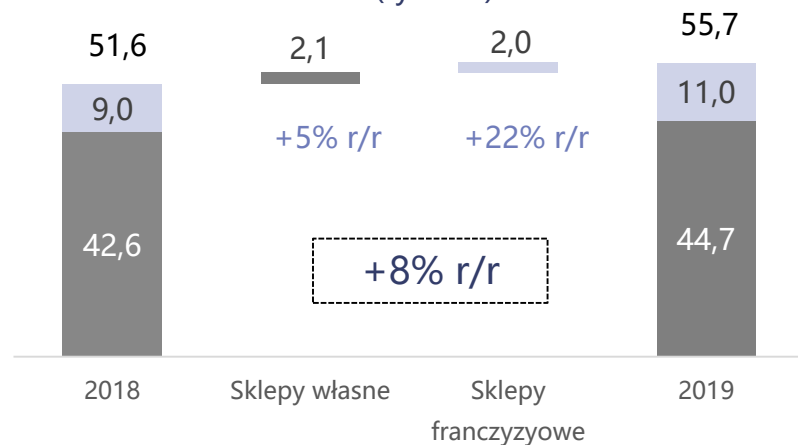 51,6
2,1
2,0
55,7
9,0
11,0
+5% r/r
+22% r/r
42,6
44,7
+8% r/r
2018
Sklepy własne
Sklepy
franczyzyowe
2019